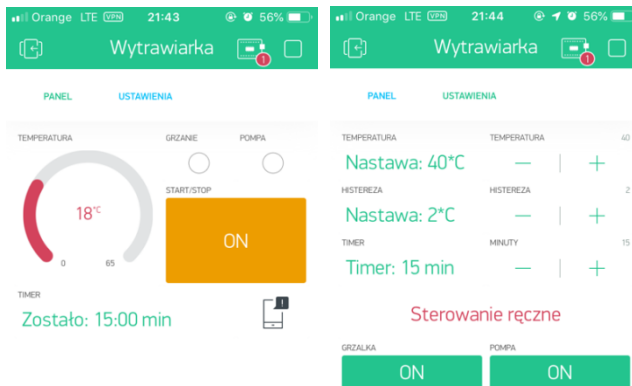 Orange LTE VPN 21:43 56%
Wytrawiarka
1
PANEL USTAWIENIA
TEMPERATURA GRZANIE POMPA
18°C
0 65
START/STOP
ON
TIMER
Zostało: 15:00 min
Orange LTE VPN 21:44 56%
Wytrawiarka
1
PANEL USTAWIENIA
TEMPERATURA TEMPERATURA 40
Nastawa: 40*C — +
HISTEREZA HISTEREZA 2
Nastawa: 2*C — +
TIMER MINUTY 15
Timer: 15 min — +
Sterowanie ręczne
GRZALKA POMPA
ON ON